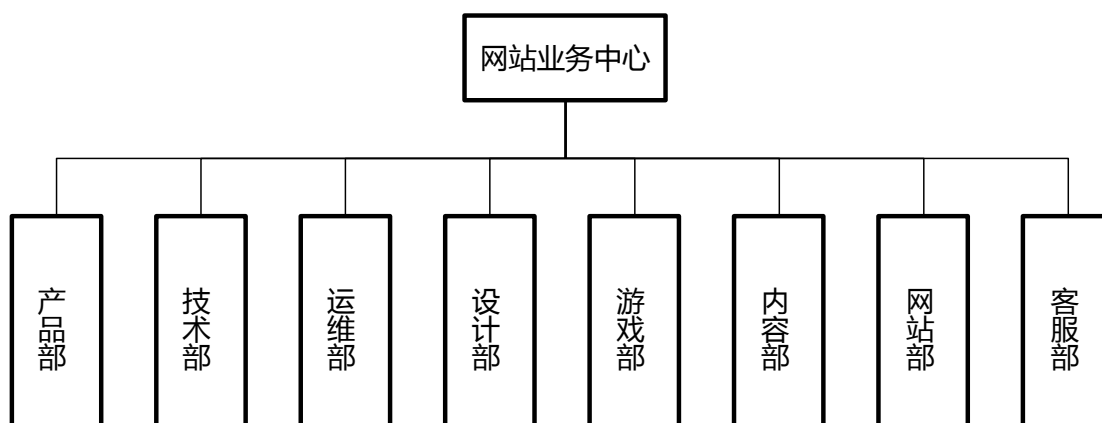 网站业务中心
产品部
技术部
运维部
设计部
游戏部
内容部
网站部
客服部